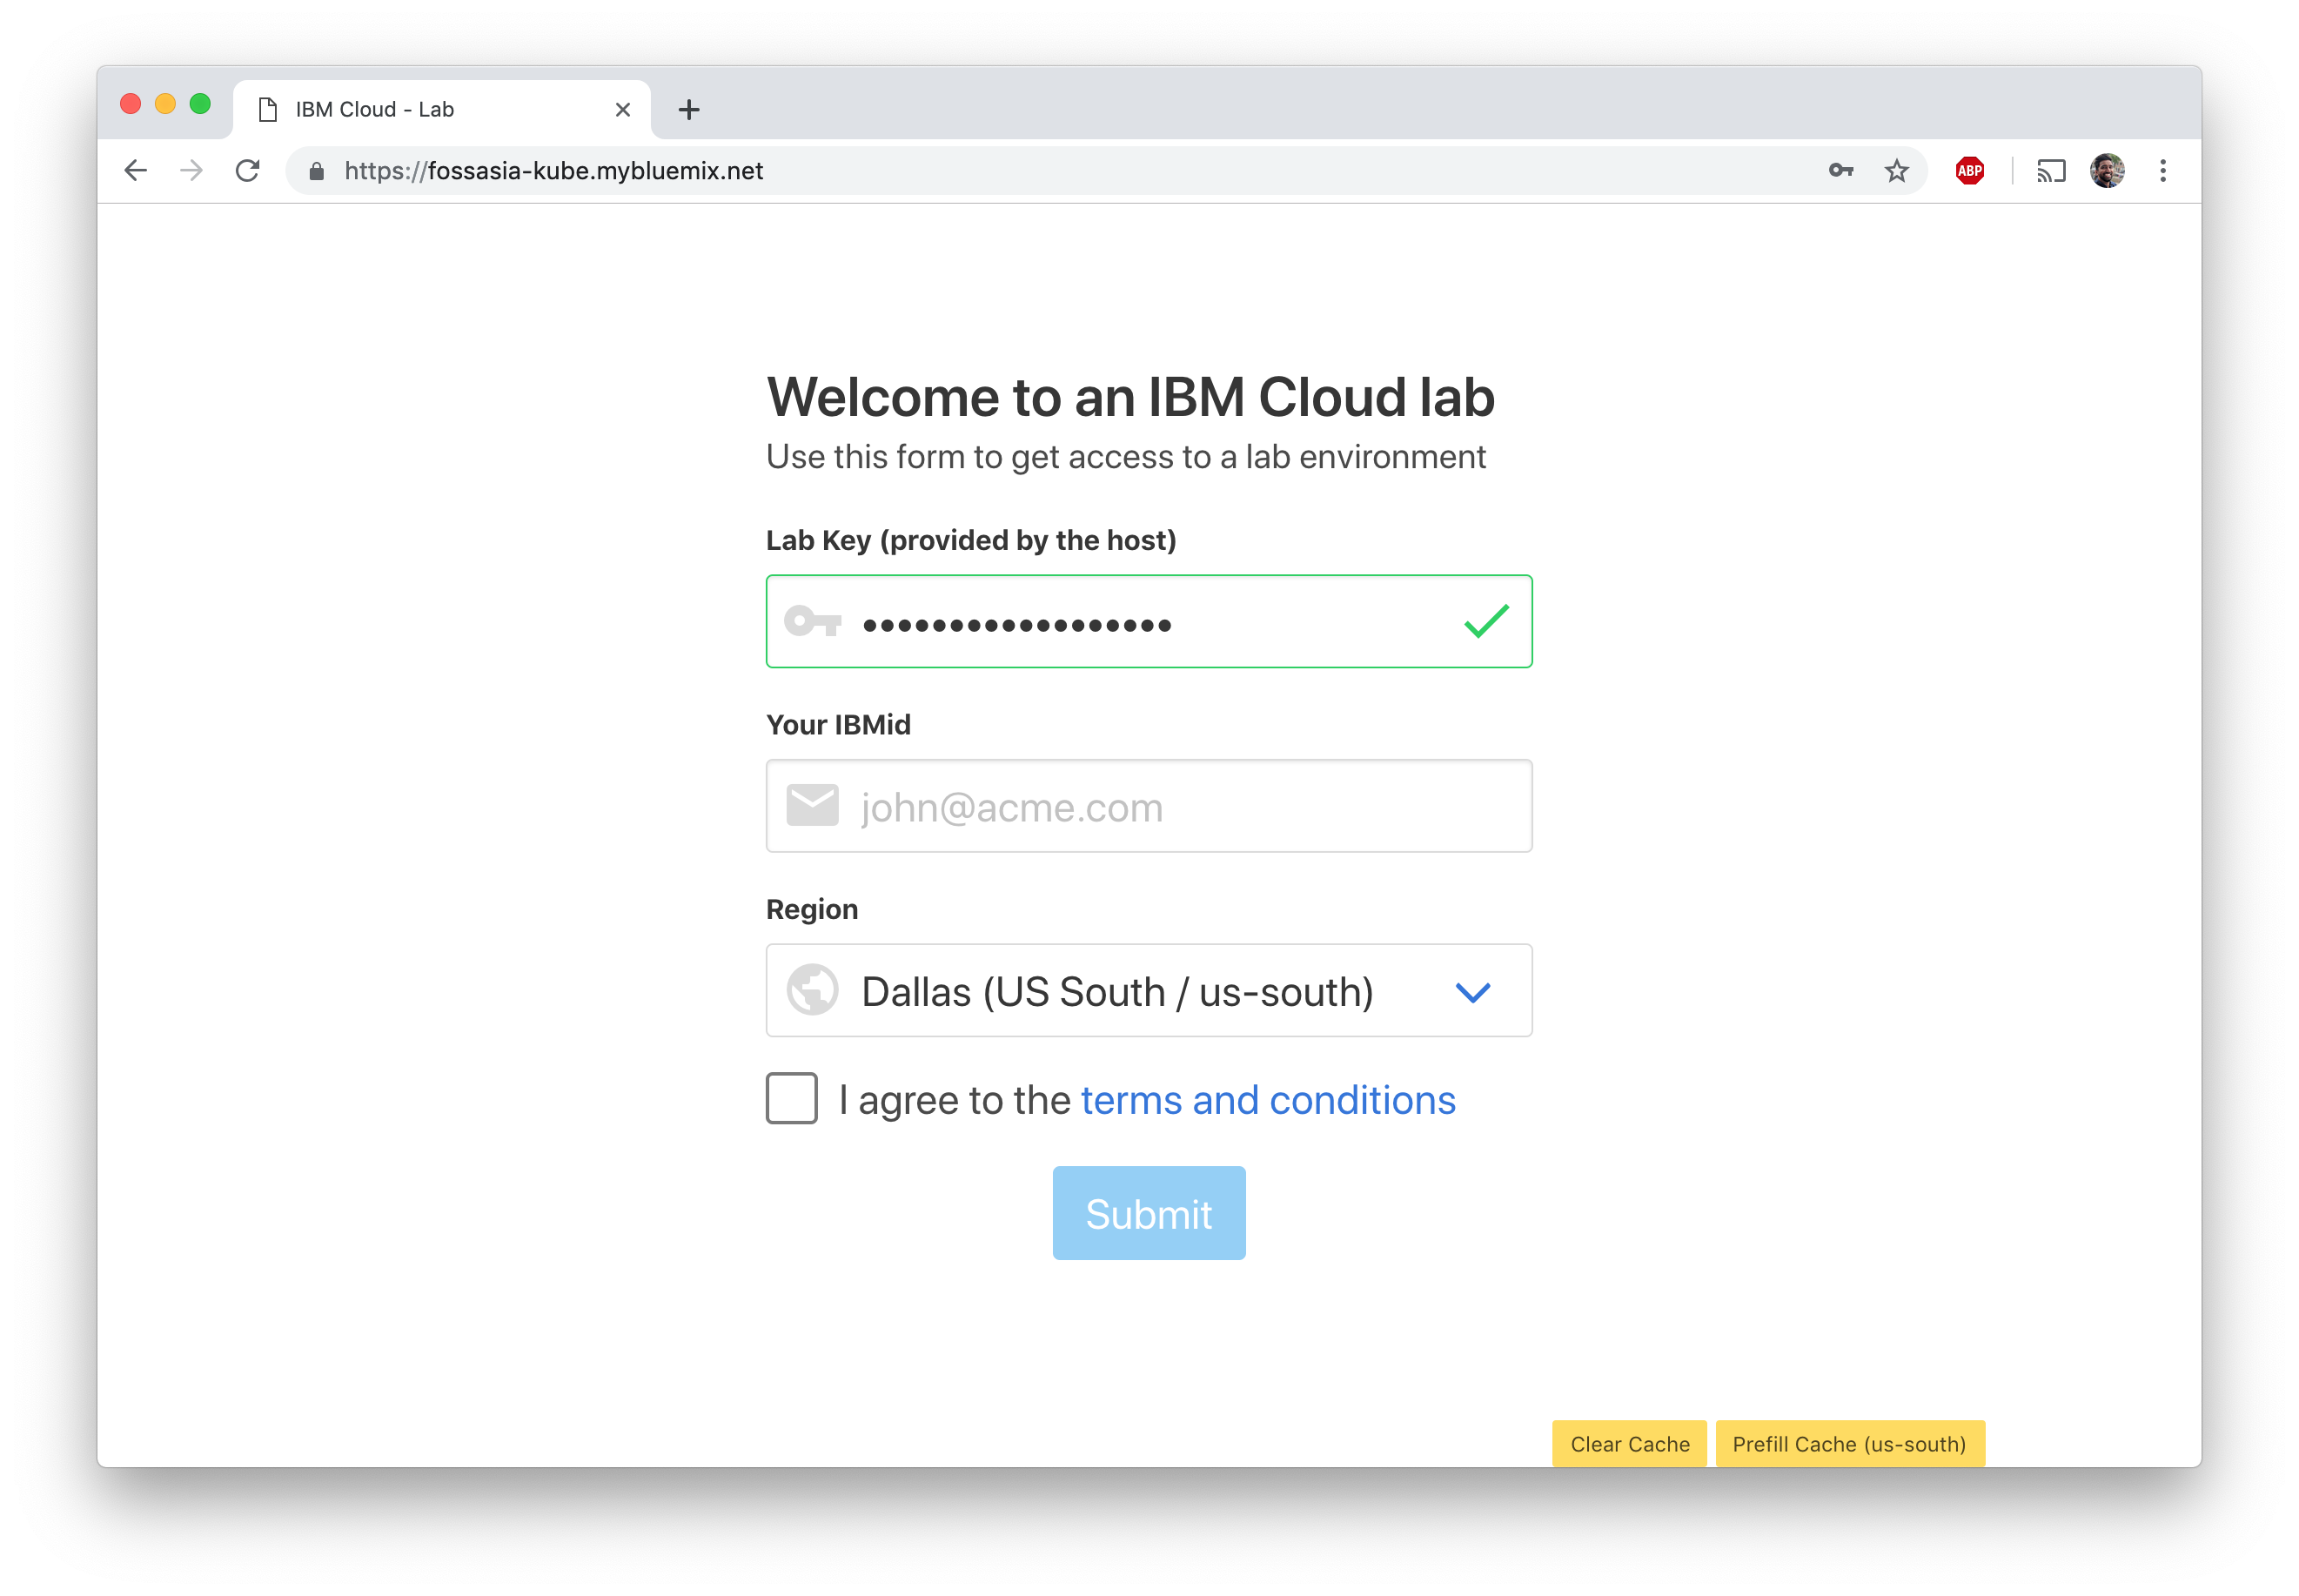 IBM Cloud - Lab
https://fossasia-kube.mybluemix.net
ABP
Welcome to an IBM Cloud lab
Use this form to get access to a lab environment
Lab Key (provided by the host)
••••••••••••••••••
Your IBMid
john@acme.com
Region
Dallas (US South / us-south)
I agree to the terms and conditions
Submit
Clear Cache
Prefill Cache (us-south)